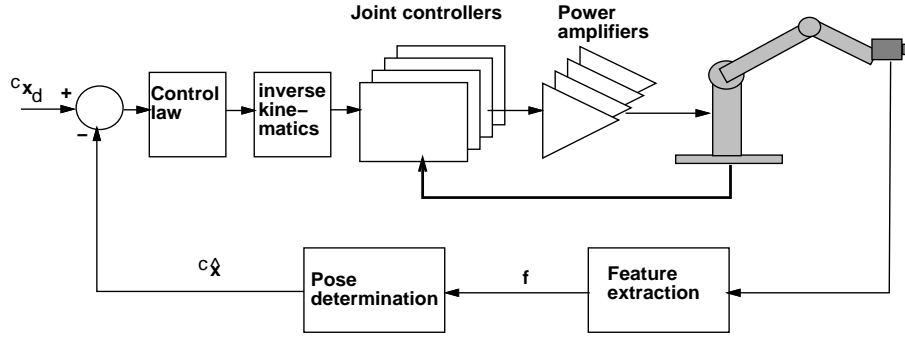 Joint controllers
Power
amplifiers
c x d
+
−
Control
law
inverse
kine−
matics
c x̂
Pose
determination
f
Feature
extraction